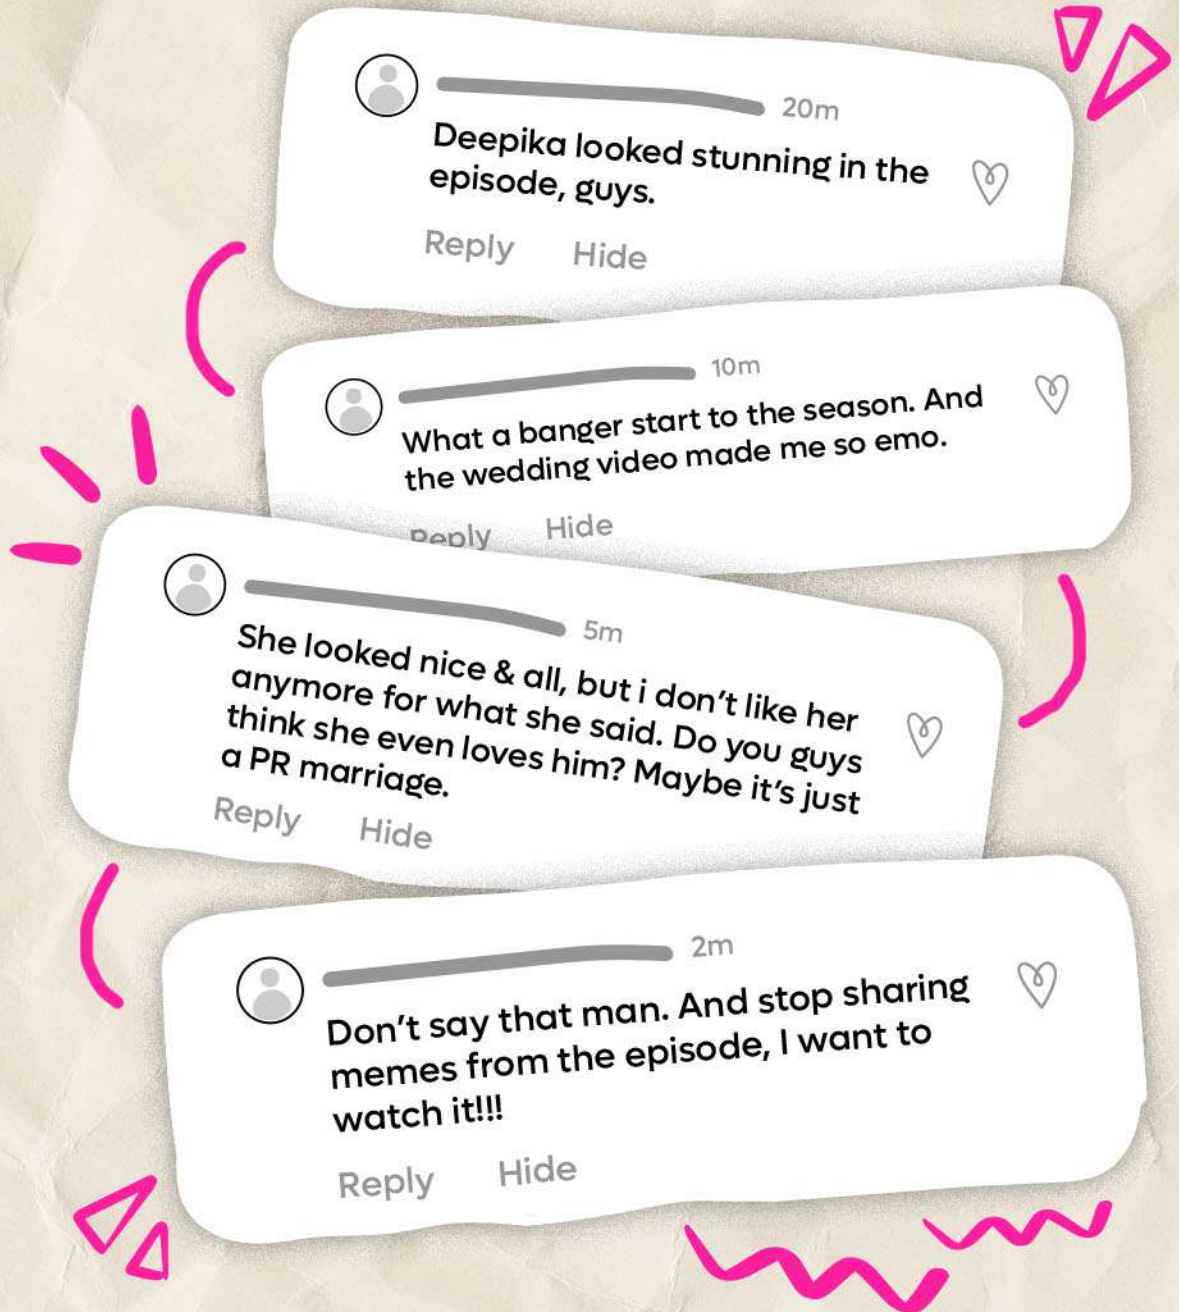 20m
Deepika looked stunning in the
episode, guys.
Reply Hide
10m
What a banger start to the season. And
the wedding video made me so emo.
Reply Hide
5m
She looked nice & all, but i don't like her
anymore for what she said. Do you guys
think she even loves him? Maybe it's just
a PR marriage.
Reply Hide
2m
Don't say that man. And stop sharing
memes from the episode, I want to
watch it!!!
Reply Hide